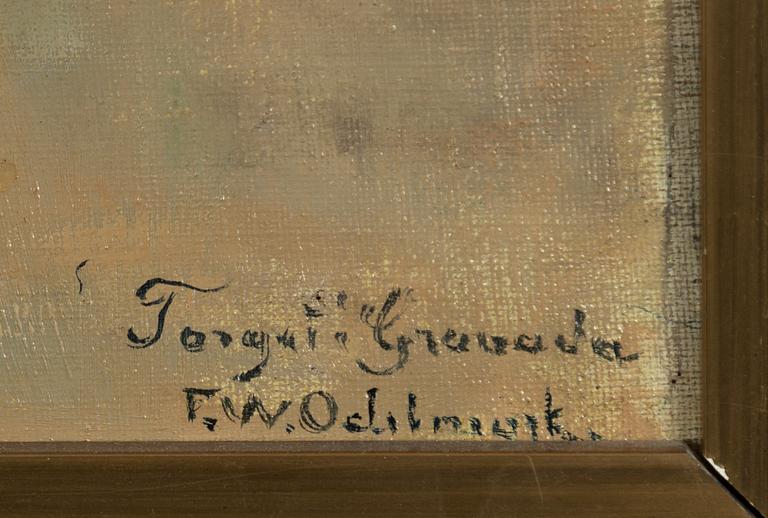 Torget i Granada
F.W. Odelmark.